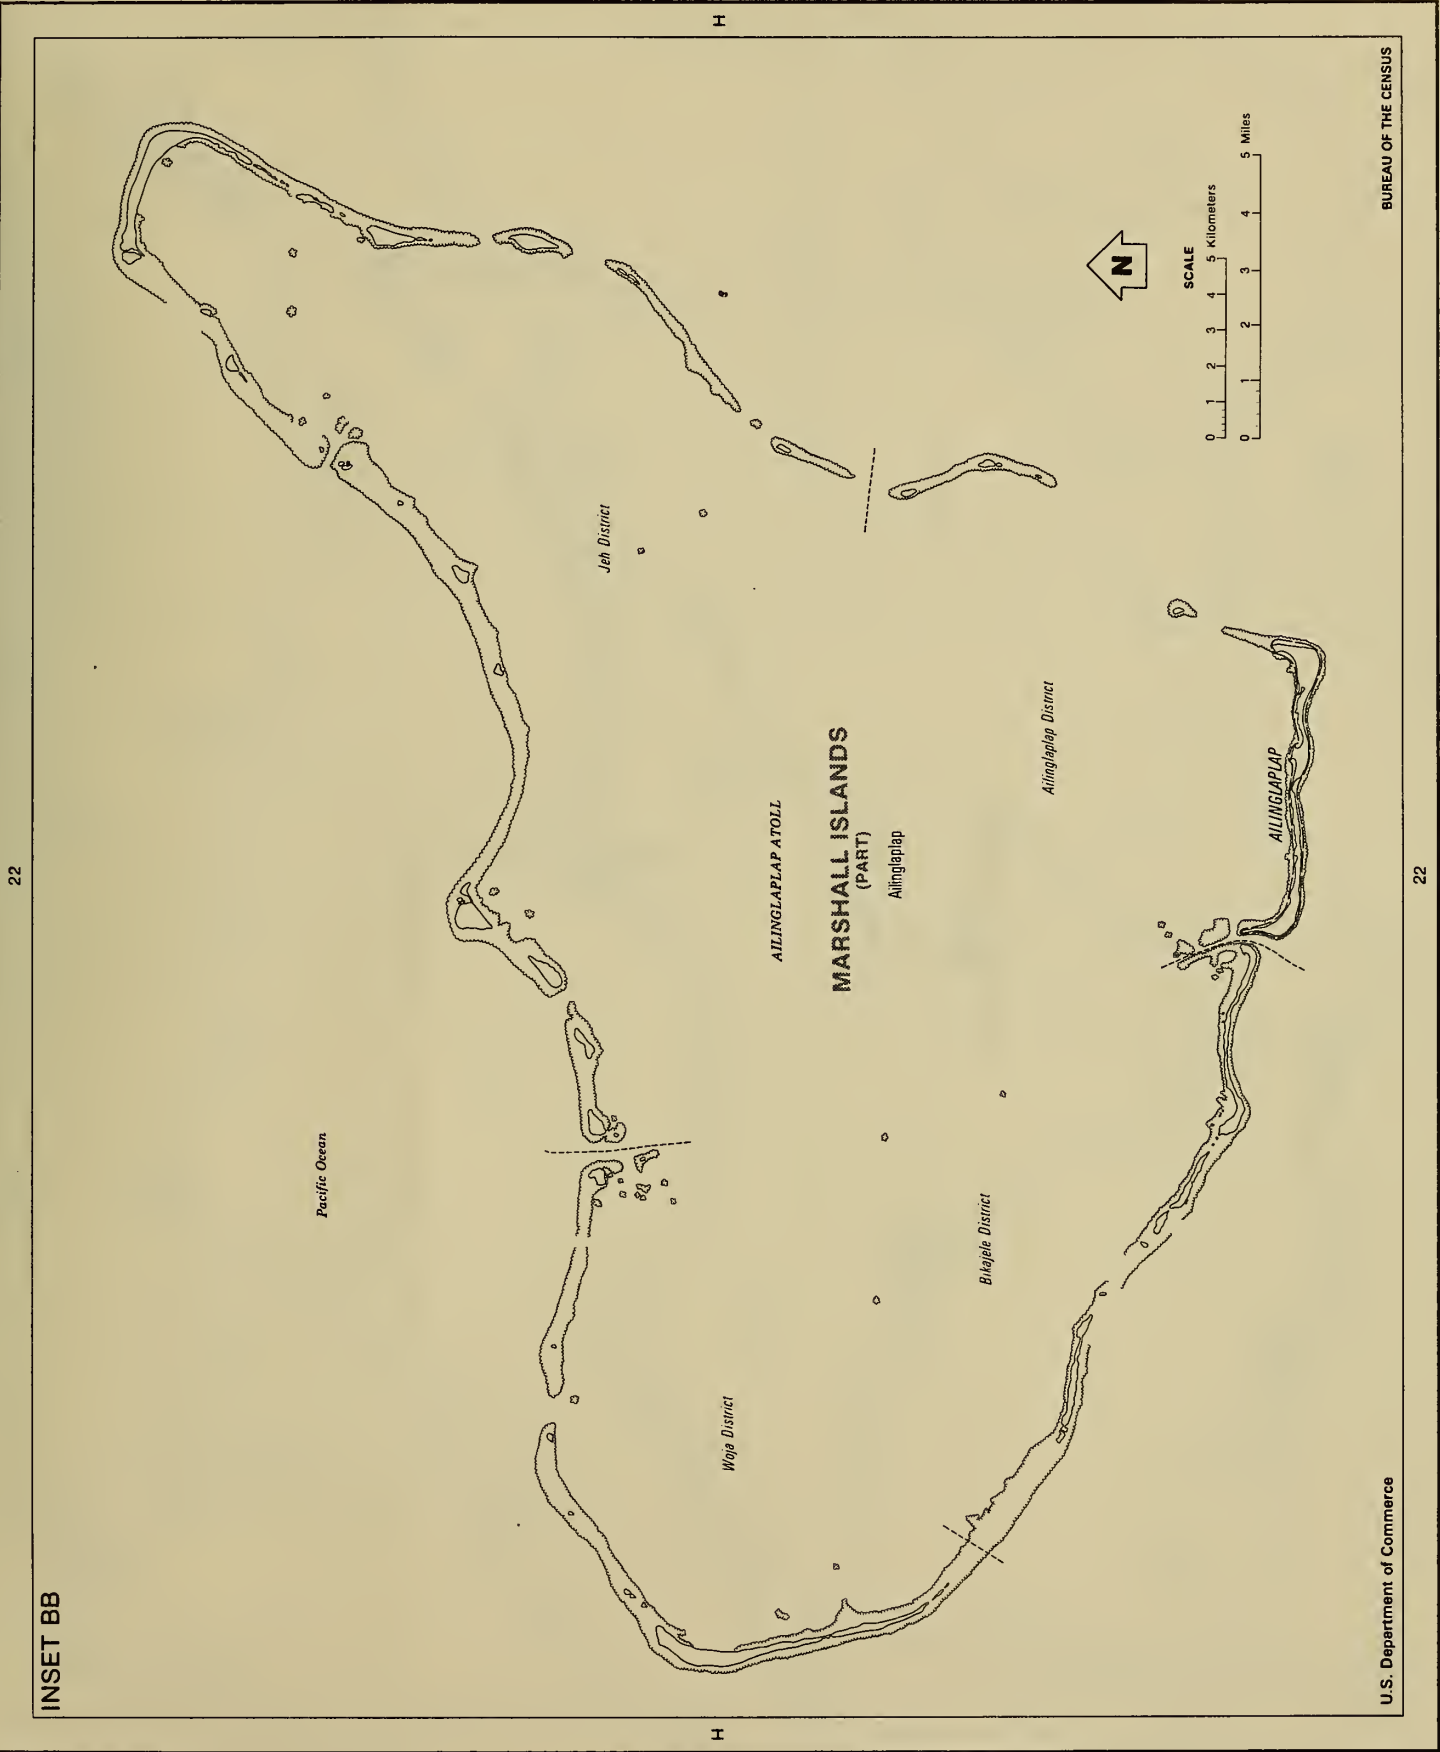 INSET BB
22
H
H
22
Pacific Ocean
Jeh District
AILINGLAPLAP ATOLL
MARSHALL ISLANDS
(PART)
Ailinglaplap
Woja District
Bikajele District
Ailinglaplap District
AILINGLAPLAP
N
SCALE
0 1 2 3 4 5 Kilometers
0 1 2 3 4 5 Miles
U.S. Department of Commerce
BUREAU OF THE CENSUS